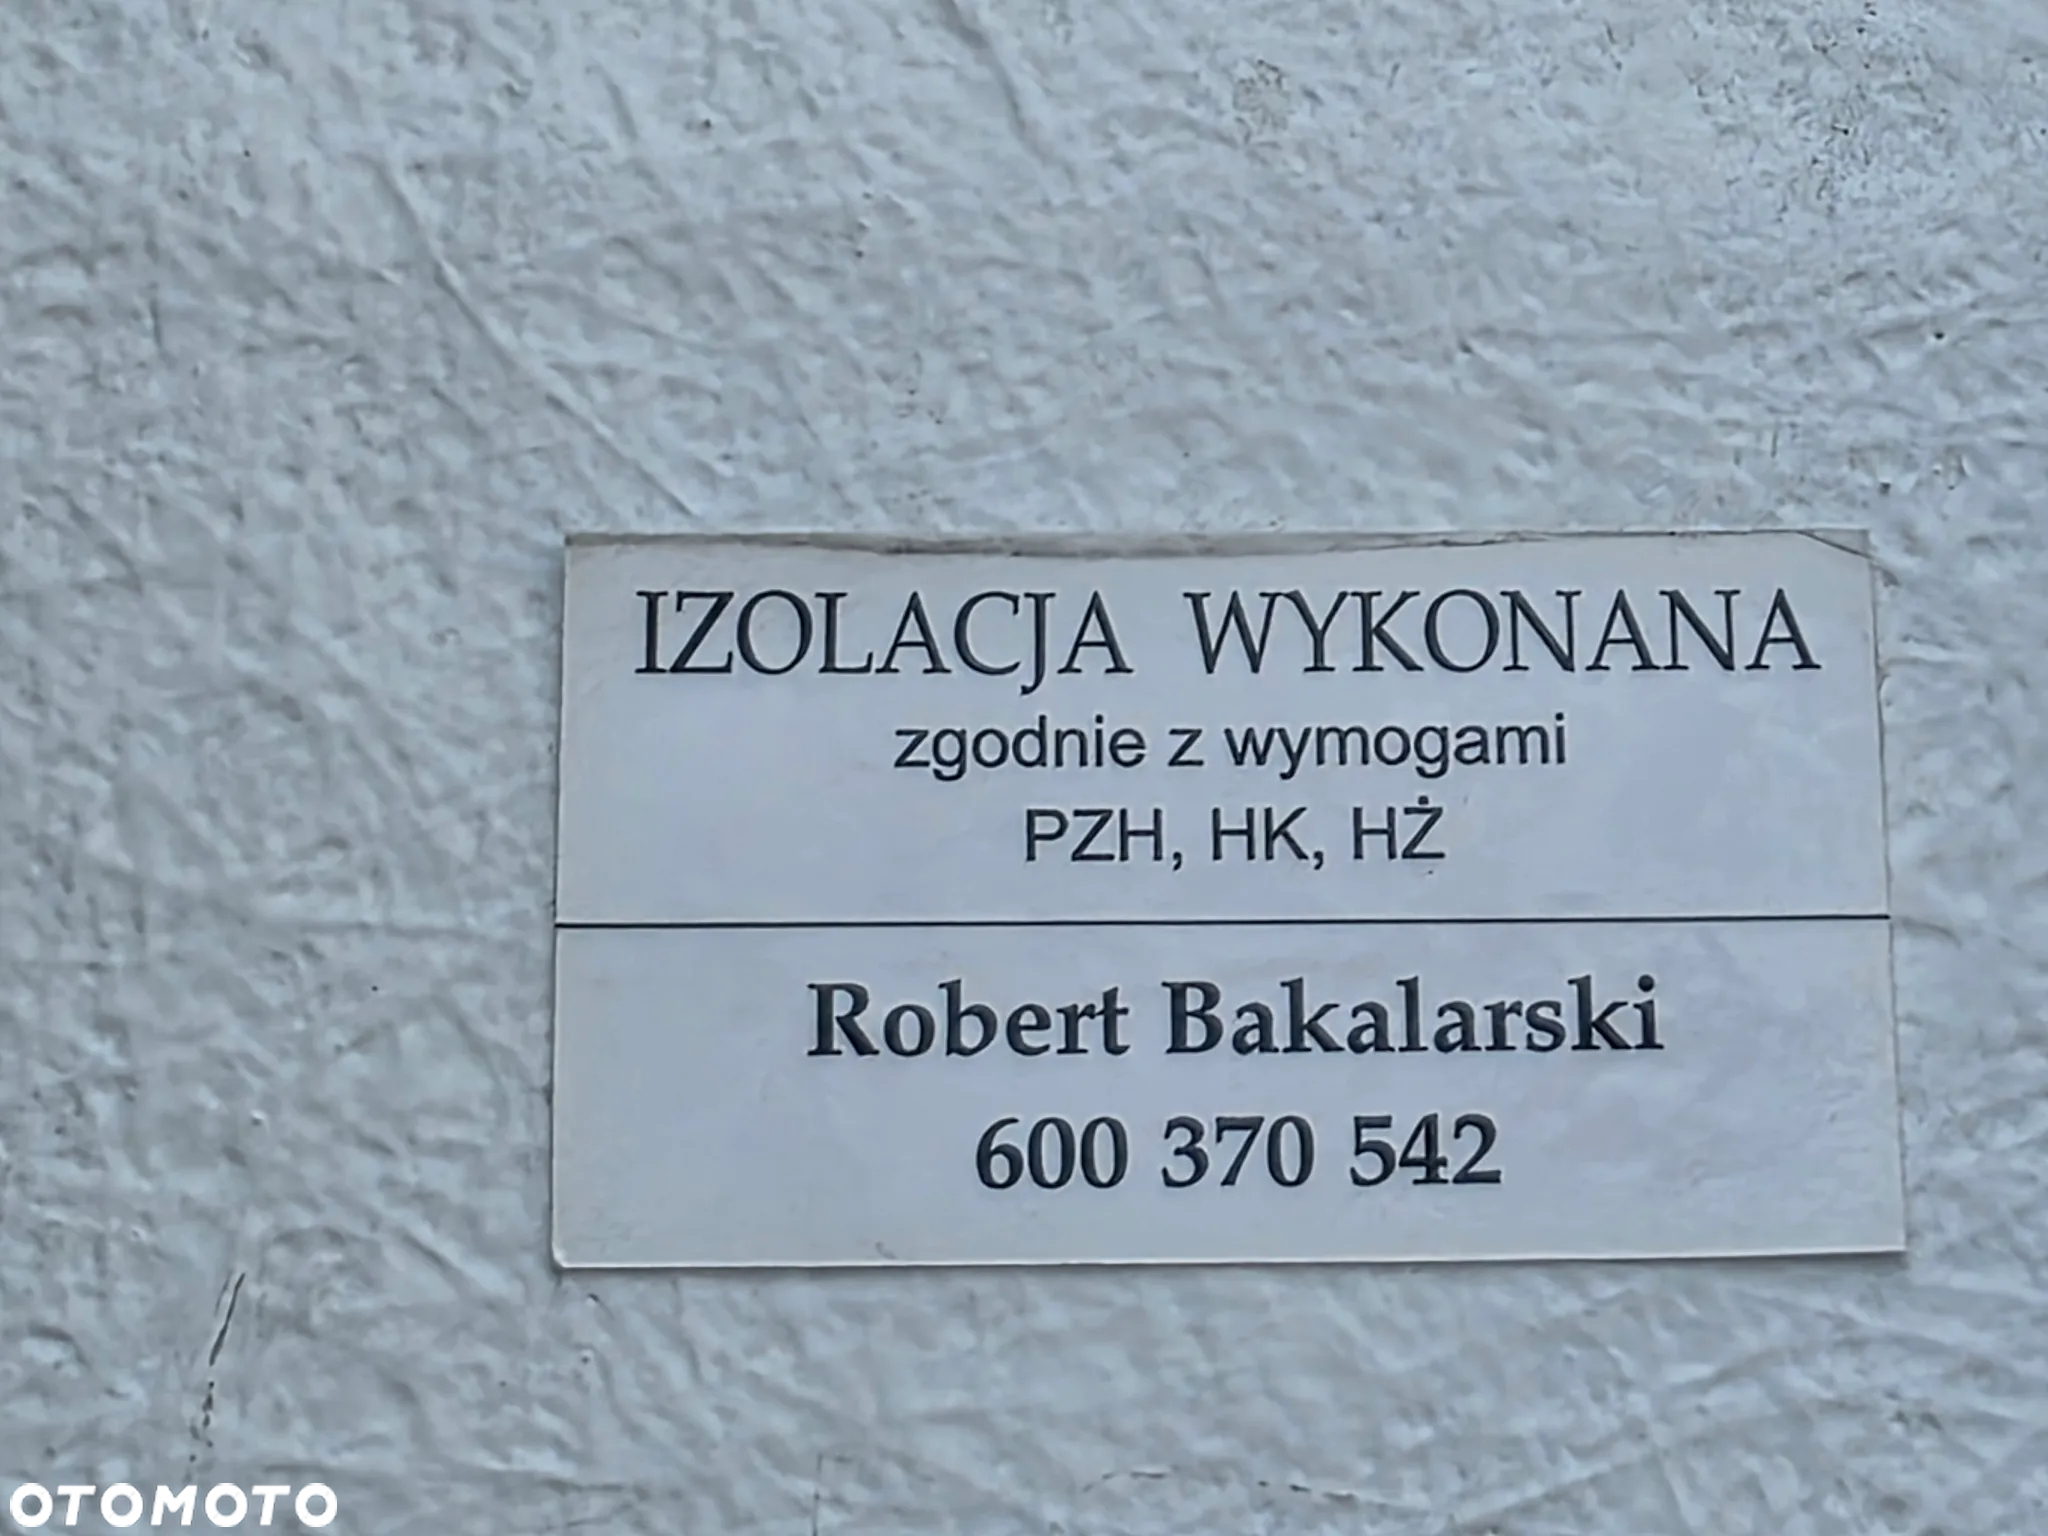 IZOLACJA WYKONANA
zgodnie z wymogami
PZH, HK, HŻ
Robert Bakalarski
600 370 542
OTOMOTO